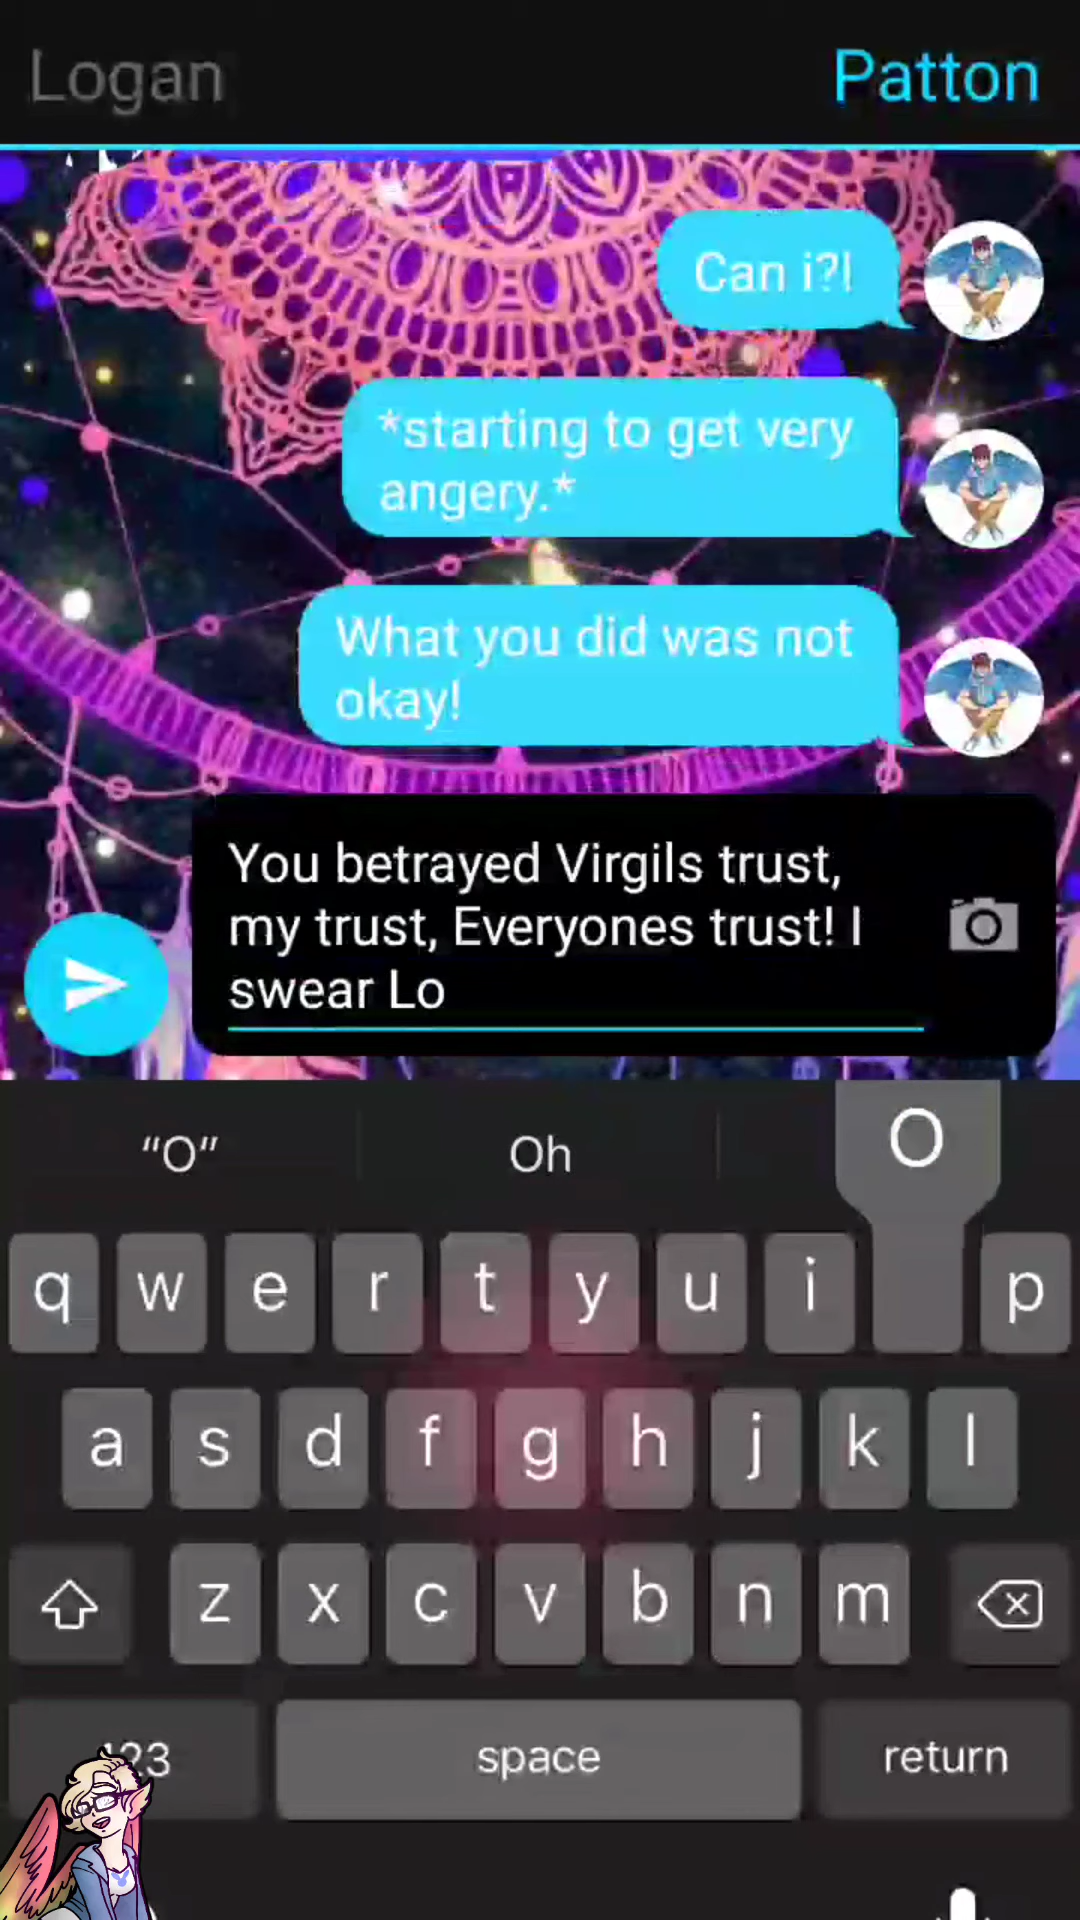 Logan Patton
Can i?!
*starting to get very
angery.*
What you did was not
okay!
You betrayed Virgils trust,
my trust, Everyones trust! I
swear Lo
“O” Oh O
q w e r t y u i p
a s d f g h j k l
z x c v b n m
123 space return